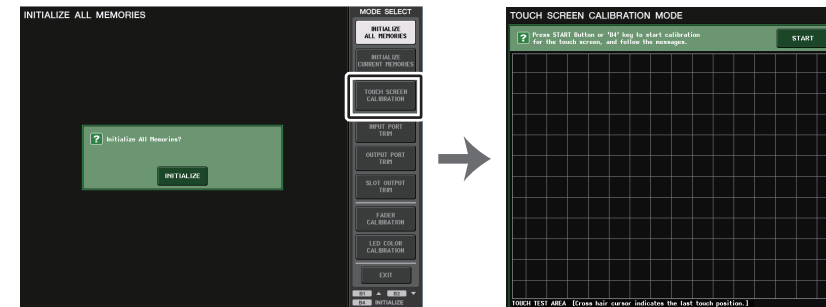 INITIALIZE ALL MEMORIES
? Initialize All Memories?
INITIALIZE
MODE SELECT
INITIALIZE
ALL MEMORIES
INITIALIZE
CURRENT MEMORIES
TOUCH SCREEN
CALIBRATION
INPUT PORT
TRIM
OUTPUT PORT
TRIM
SLOT OUTPUT
TRIM
FADER
CALIBRATION
LED COLOR
CALIBRATION
EXIT
B1 ▲ B2 ▼
B4 INITIALIZE
TOUCH SCREEN CALIBRATION MODE
? Press START Button or 'B4' key to start calibration
for the touch screen, and follow the messages.
START
TOUCH TEST AREA [Cross hair cursor indicates the last touch position.]